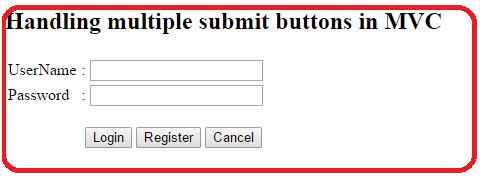 Handling multiple submit buttons in MVC
UserName :
Password :
Login Register Cancel